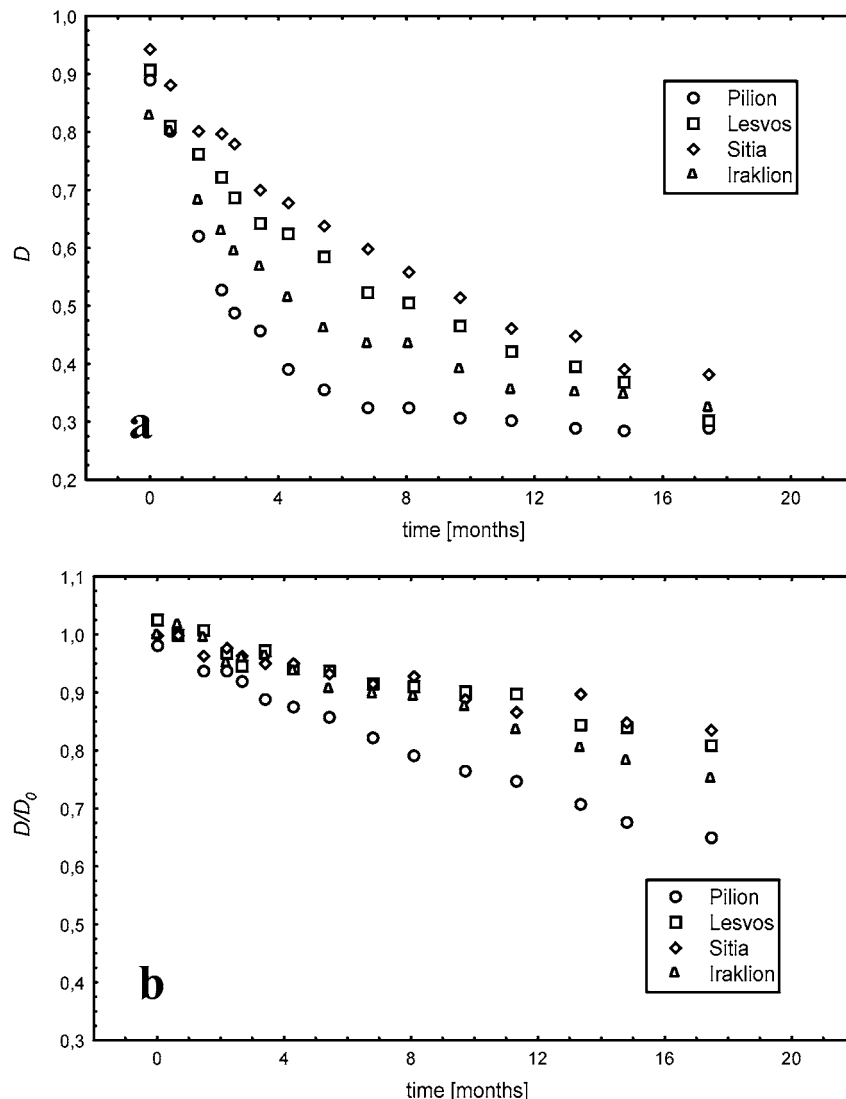 1,0
0,9
0,8
0,7
0,6
0,5
0,4
0,3
0,2
D
Pilion
Lesvos
Sitia
Iraklion
a
0 4 8 12 16 20
time [months]
1,1
1,0
0,9
0,8
0,7
0,6
0,5
0,4
0,3
D/D0
Pilion
Lesvos
Sitia
Iraklion
b
0 4 8 12 16 20
time [months]